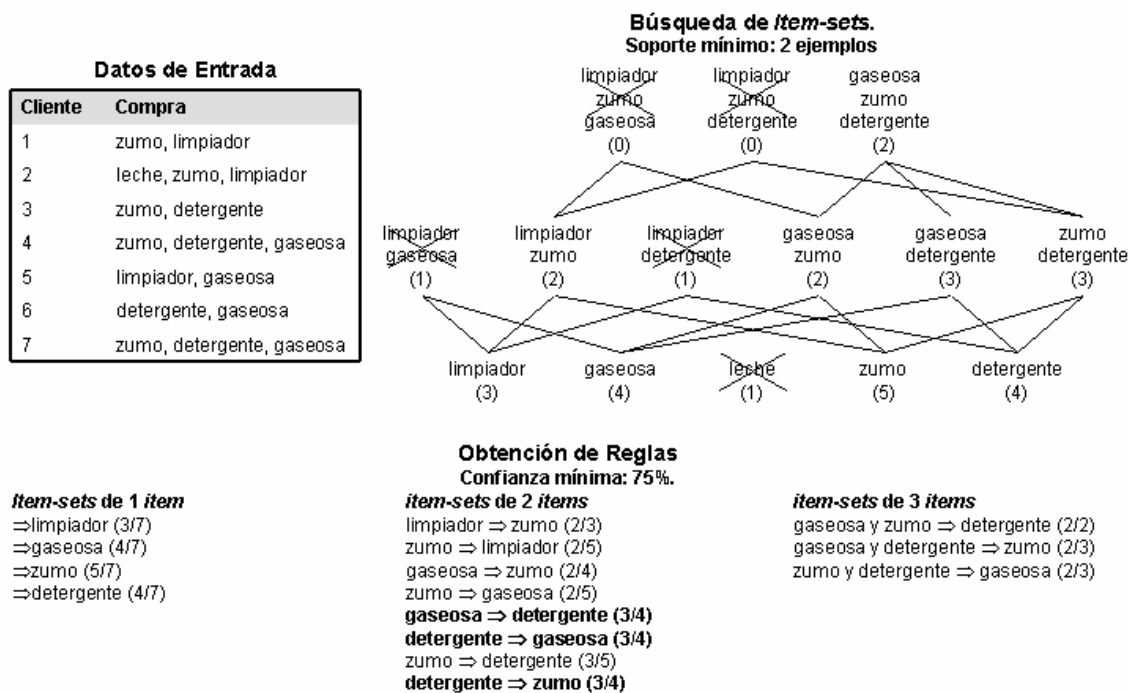 Datos de Entrada
Cliente Compra
1 zumo, limpiador
2 leche, zumo, limpiador
3 zumo, detergente
4 zumo, detergente, gaseosa
5 limpiador, gaseosa
6 detergente, gaseosa
7 zumo, detergente, gaseosa
Búsqueda de Item-sets.
Soporte mínimo: 2 ejemplos
limpiador limpiador gaseosa
zumo zumo zumo
gaseosa detergente detergente
(0) (0) (2)
limpiador limpiador limpiador gaseosa gaseosa zumo
gaseosa zumo detergente zumo detergente detergente
(1) (2) (1) (2) (3) (3)
limpiador gaseosa leche zumo detergente
(3) (4) (1) (5) (4)
Obtención de Reglas
Confianza mínima: 75%.
Item-sets de 1 item
⇒limpiador (3/7)
⇒gaseosa (4/7)
⇒zumo (5/7)
⇒detergente (4/7)
item-sets de 2 items
limpiador ⇒ zumo (2/3)
zumo ⇒ limpiador (2/5)
gaseosa ⇒ zumo (2/4)
zumo ⇒ gaseosa (2/5)
gaseosa ⇒ detergente (3/4)
detergente ⇒ gaseosa (3/4)
zumo ⇒ detergente (3/5)
detergente ⇒ zumo (3/4)
item-sets de 3 items
gaseosa y zumo ⇒ detergente (2/2)
gaseosa y detergente ⇒ zumo (2/3)
zumo y detergente ⇒ gaseosa (2/3)